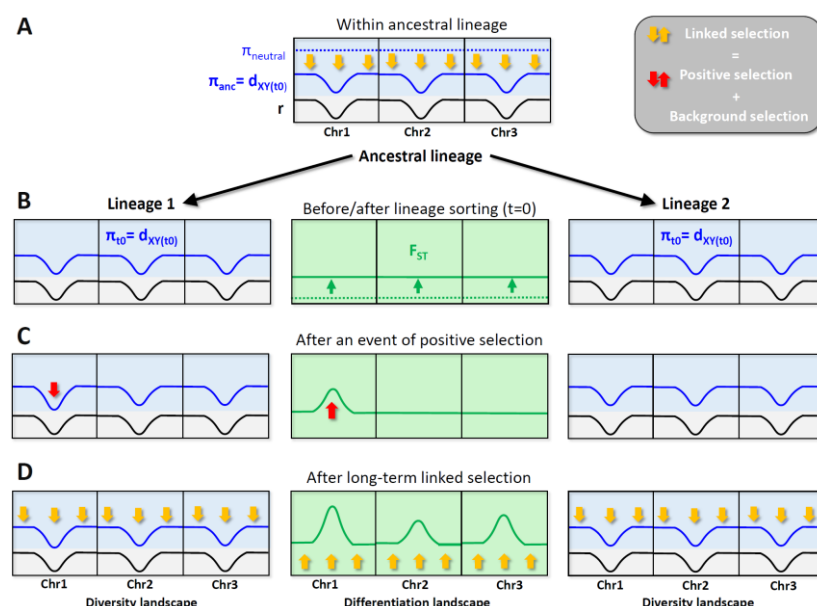 A
Within ancestral lineage
πneutral
πanc= dXY(t0)
r
Chr1 Chr2 Chr3
Linked selection
=
Positive selection
+
Background selection
Ancestral lineage
B
Lineage 1
Before/after lineage sorting (t=0)
Lineage 2
πt0= dXY(t0)
FST
πt0= dXY(t0)
C
After an event of positive selection
D
After long-term linked selection
Chr1 Chr2 Chr3 Chr1 Chr2 Chr3 Chr1 Chr2 Chr3
Diversity landscape Differentiation landscape Diversity landscape